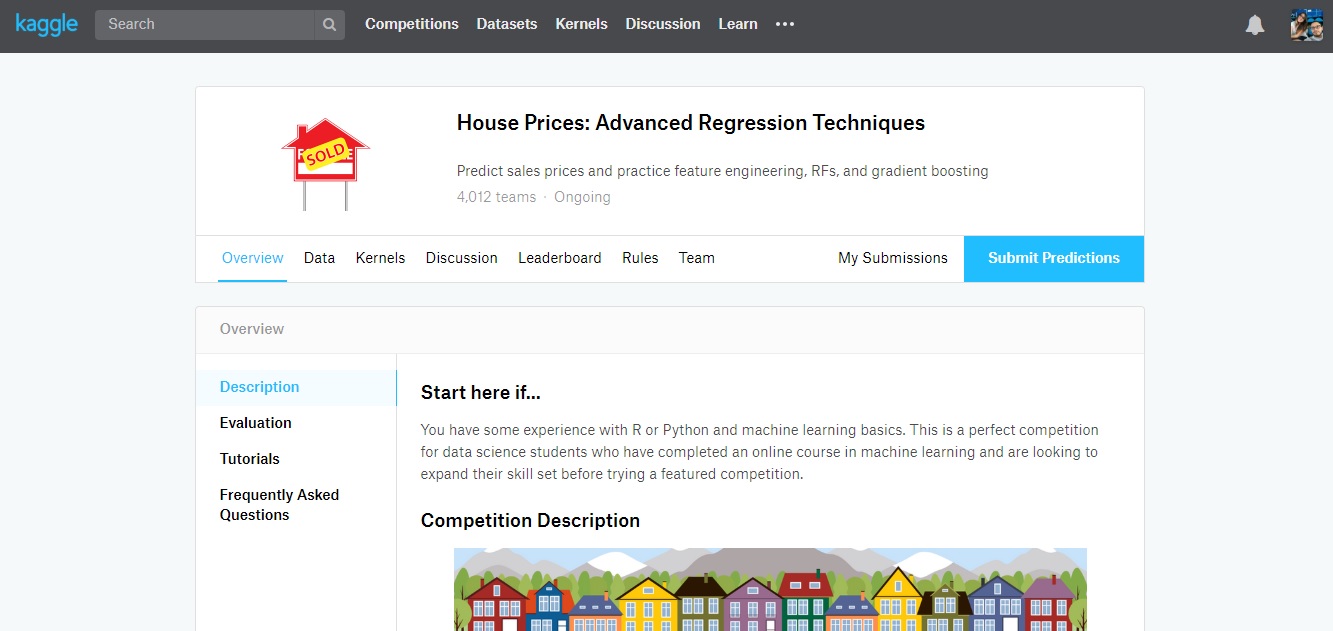 kaggle
Search
Competitions
Datasets
Kernels
Discussion
Learn
SOLD
House Prices: Advanced Regression Techniques
Predict sales prices and practice feature engineering, RFs, and gradient boosting
4,012 teams · Ongoing
Overview
Data
Kernels
Discussion
Leaderboard
Rules
Team
My Submissions
Submit Predictions
Overview
Description
Evaluation
Tutorials
Frequently Asked
Questions
Start here if...
You have some experience with R or Python and machine learning basics. This is a perfect competition
for data science students who have completed an online course in machine learning and are looking to
expand their skill set before trying a featured competition.
Competition Description